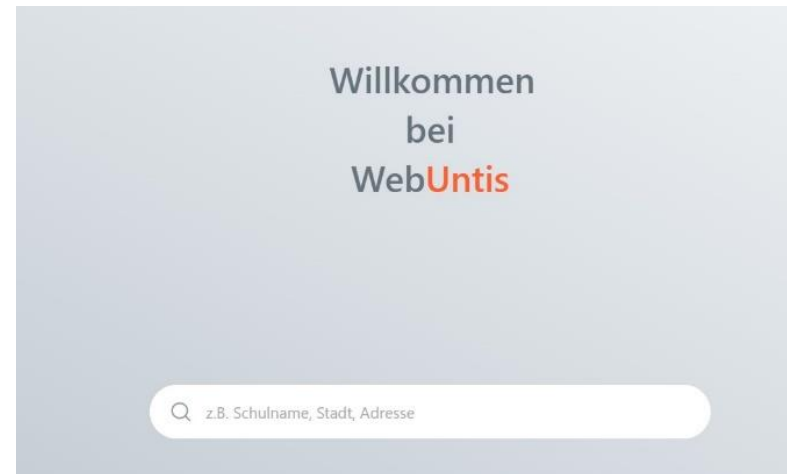 Willkommen
bei
WebUntis
z.B. Schulname, Stadt, Adresse